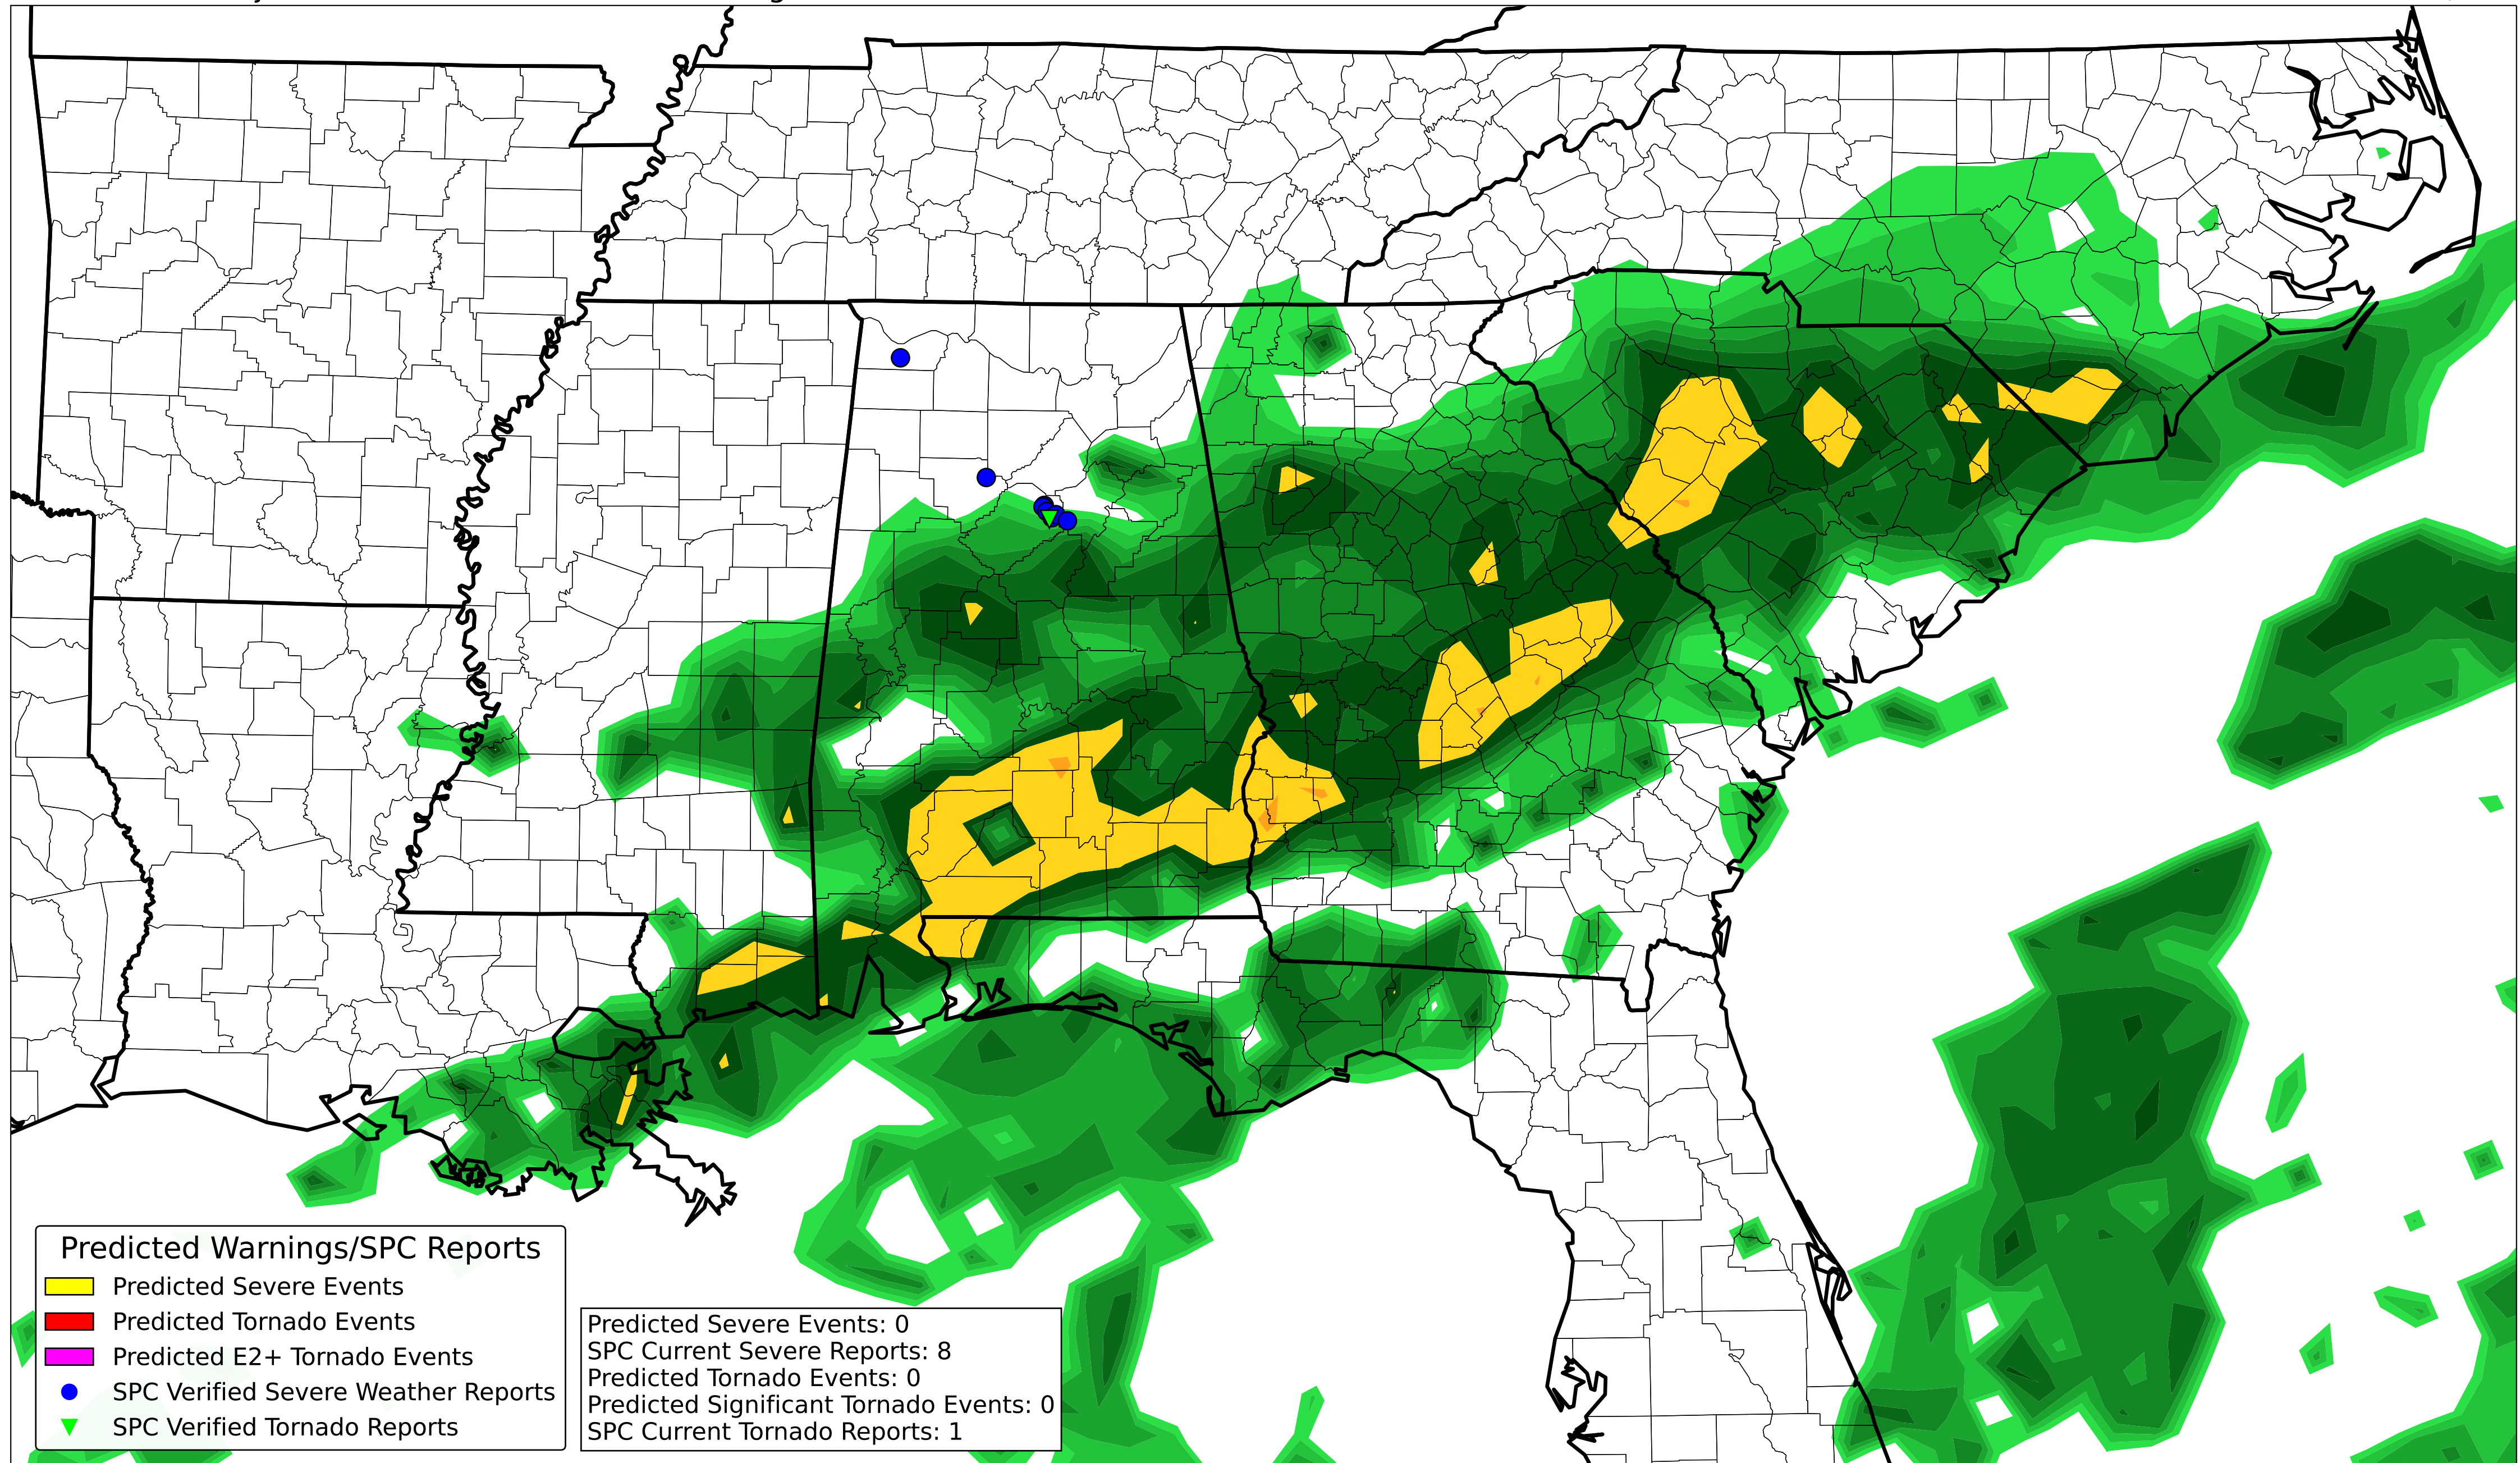 Predicted Warnings/SPC Reports
Predicted Severe Events
Predicted Tornado Events
Predicted E2+ Tornado Events
SPC Verified Severe Weather Reports
SPC Verified Tornado Reports
Predicted Severe Events: 0
SPC Current Severe Reports: 8
Predicted Tornado Events: 0
Predicted Significant Tornado Events: 0
SPC Current Tornado Reports: 1